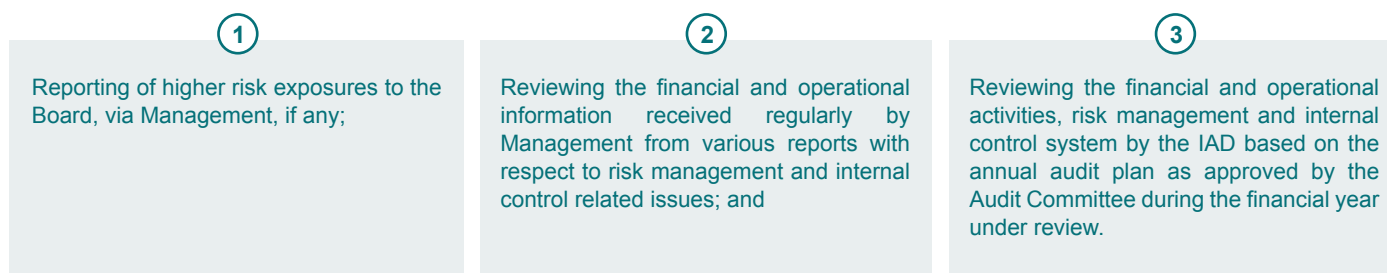 1
Reporting of higher risk exposures to the
Board, via Management, if any;
2
Reviewing the financial and operational
information received regularly by
Management from various reports with
respect to risk management and internal
control related issues; and
3
Reviewing the financial and operational
activities, risk management and internal
control system by the IAD based on the
annual audit plan as approved by the
Audit Committee during the financial year
under review.